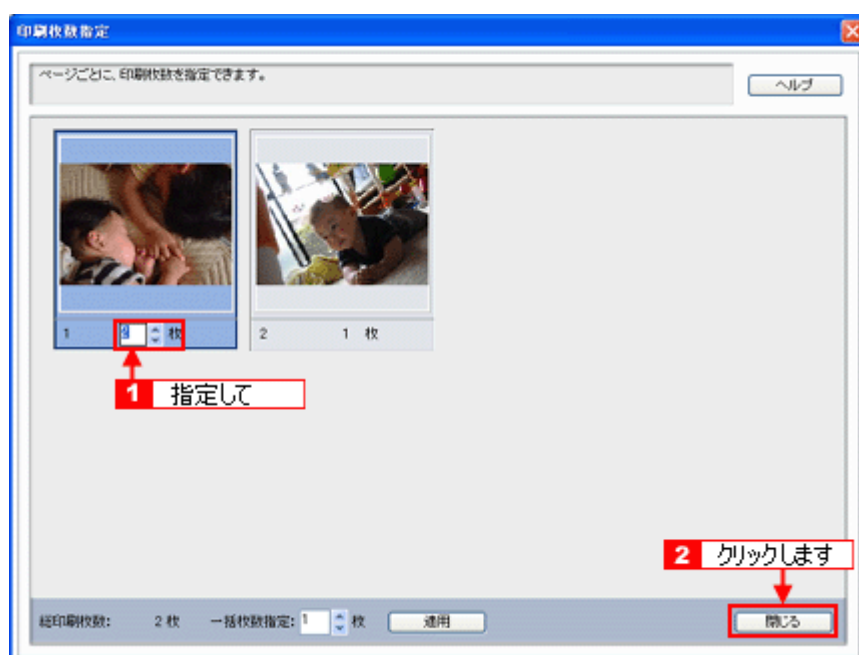 印刷枚数指定
ページごとに、印刷枚数を指定できます。
ヘルプ
1 2 枚
2 1 枚
1 指定して
2 クリックします
総印刷枚数: 2 枚 一括枚数指定: 1 枚 適用 閉じる